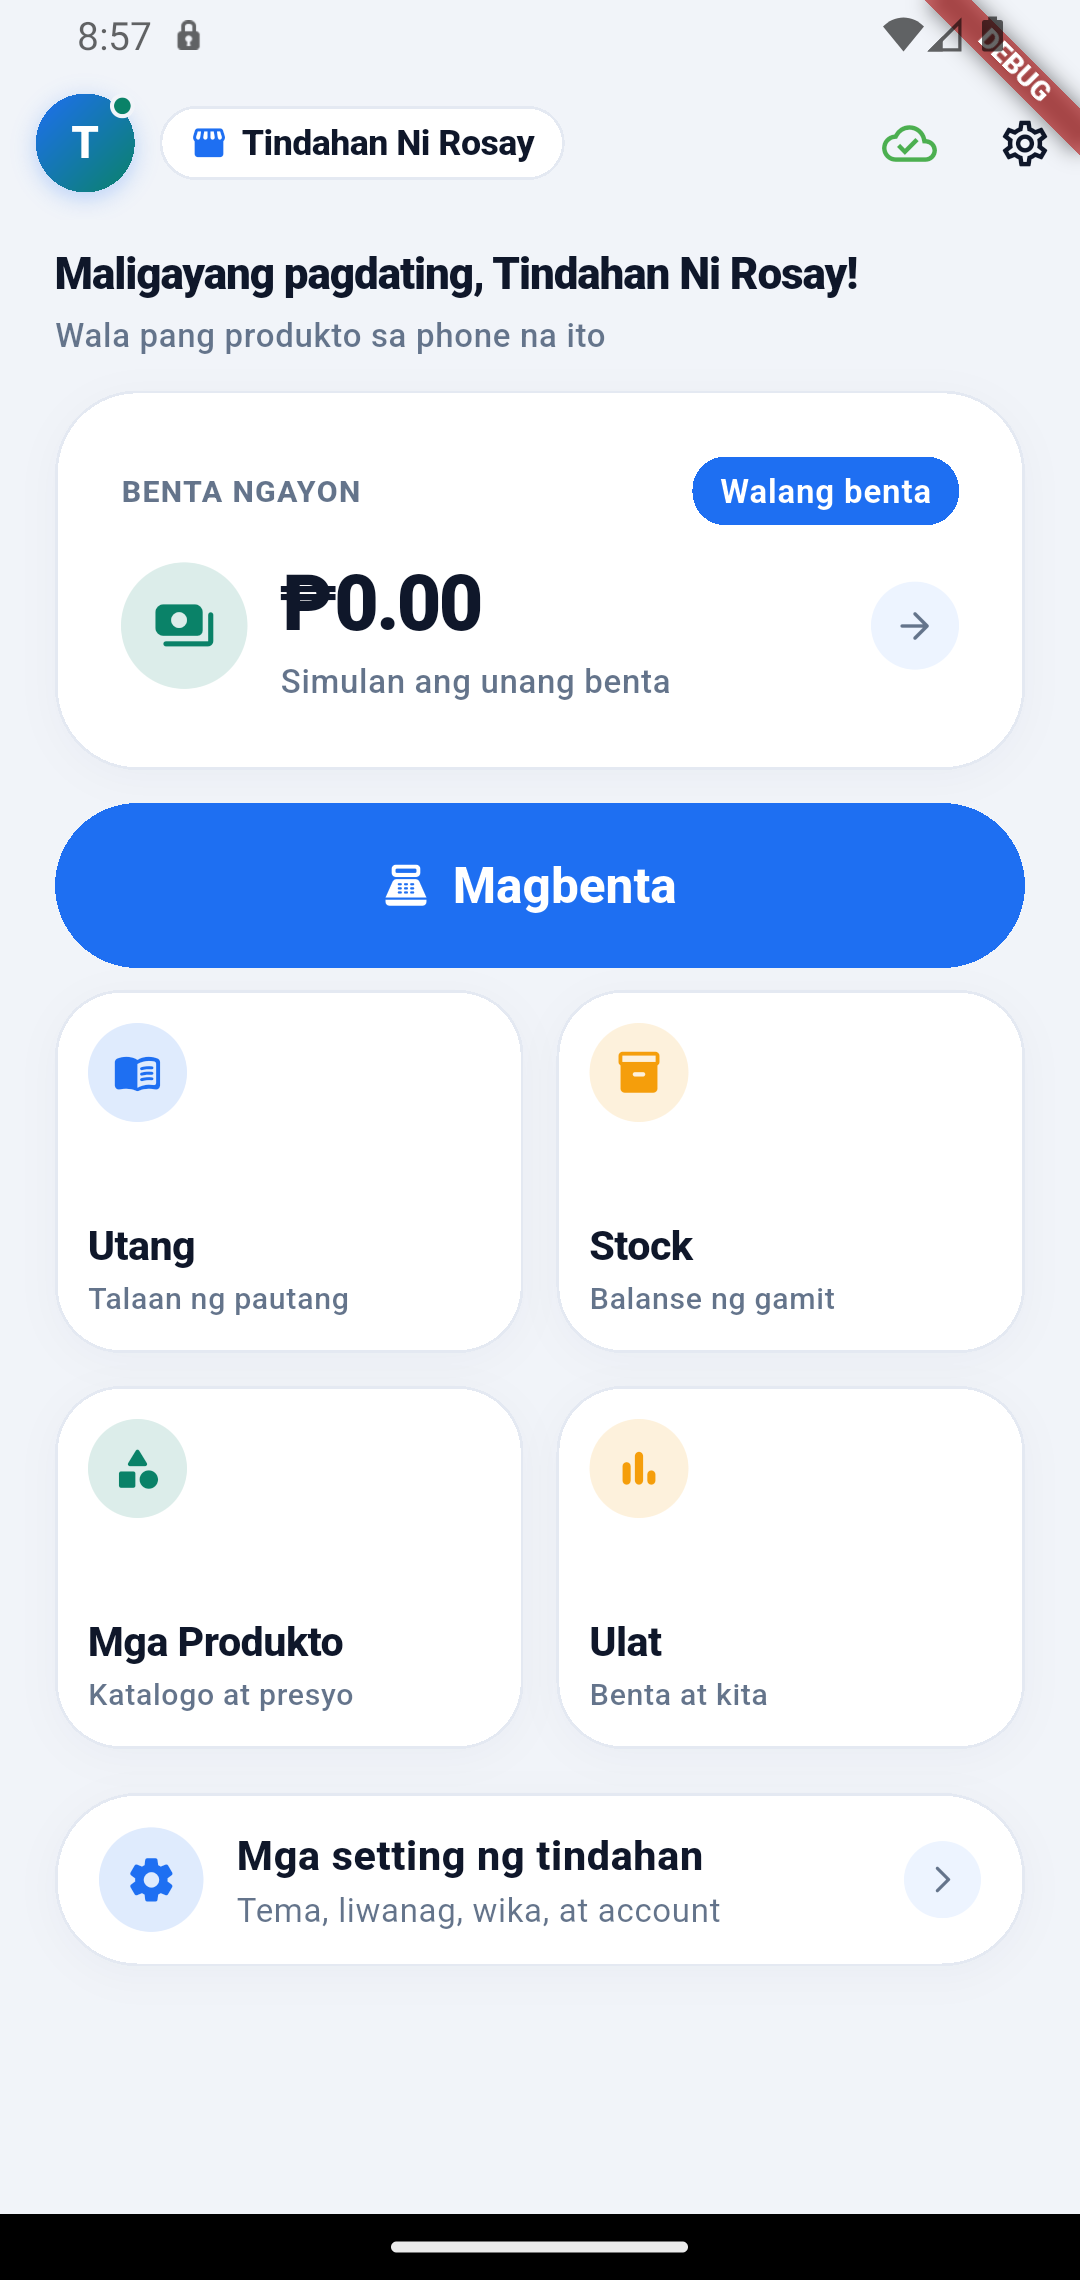 8:57
DEBUG
T
Tindahan Ni Rosay
Maligayang pagdating, Tindahan Ni Rosay!
Wala pang produkto sa phone na ito
BENTA NGAYON
Walang benta
₱0.00
Simulan ang unang benta
Magbenta
Utang
Talaan ng pautang
Stock
Balanse ng gamit
Mga Produkto
Katalogo at presyo
Ulat
Benta at kita
Mga setting ng tindahan
Tema, liwanag, wika, at account